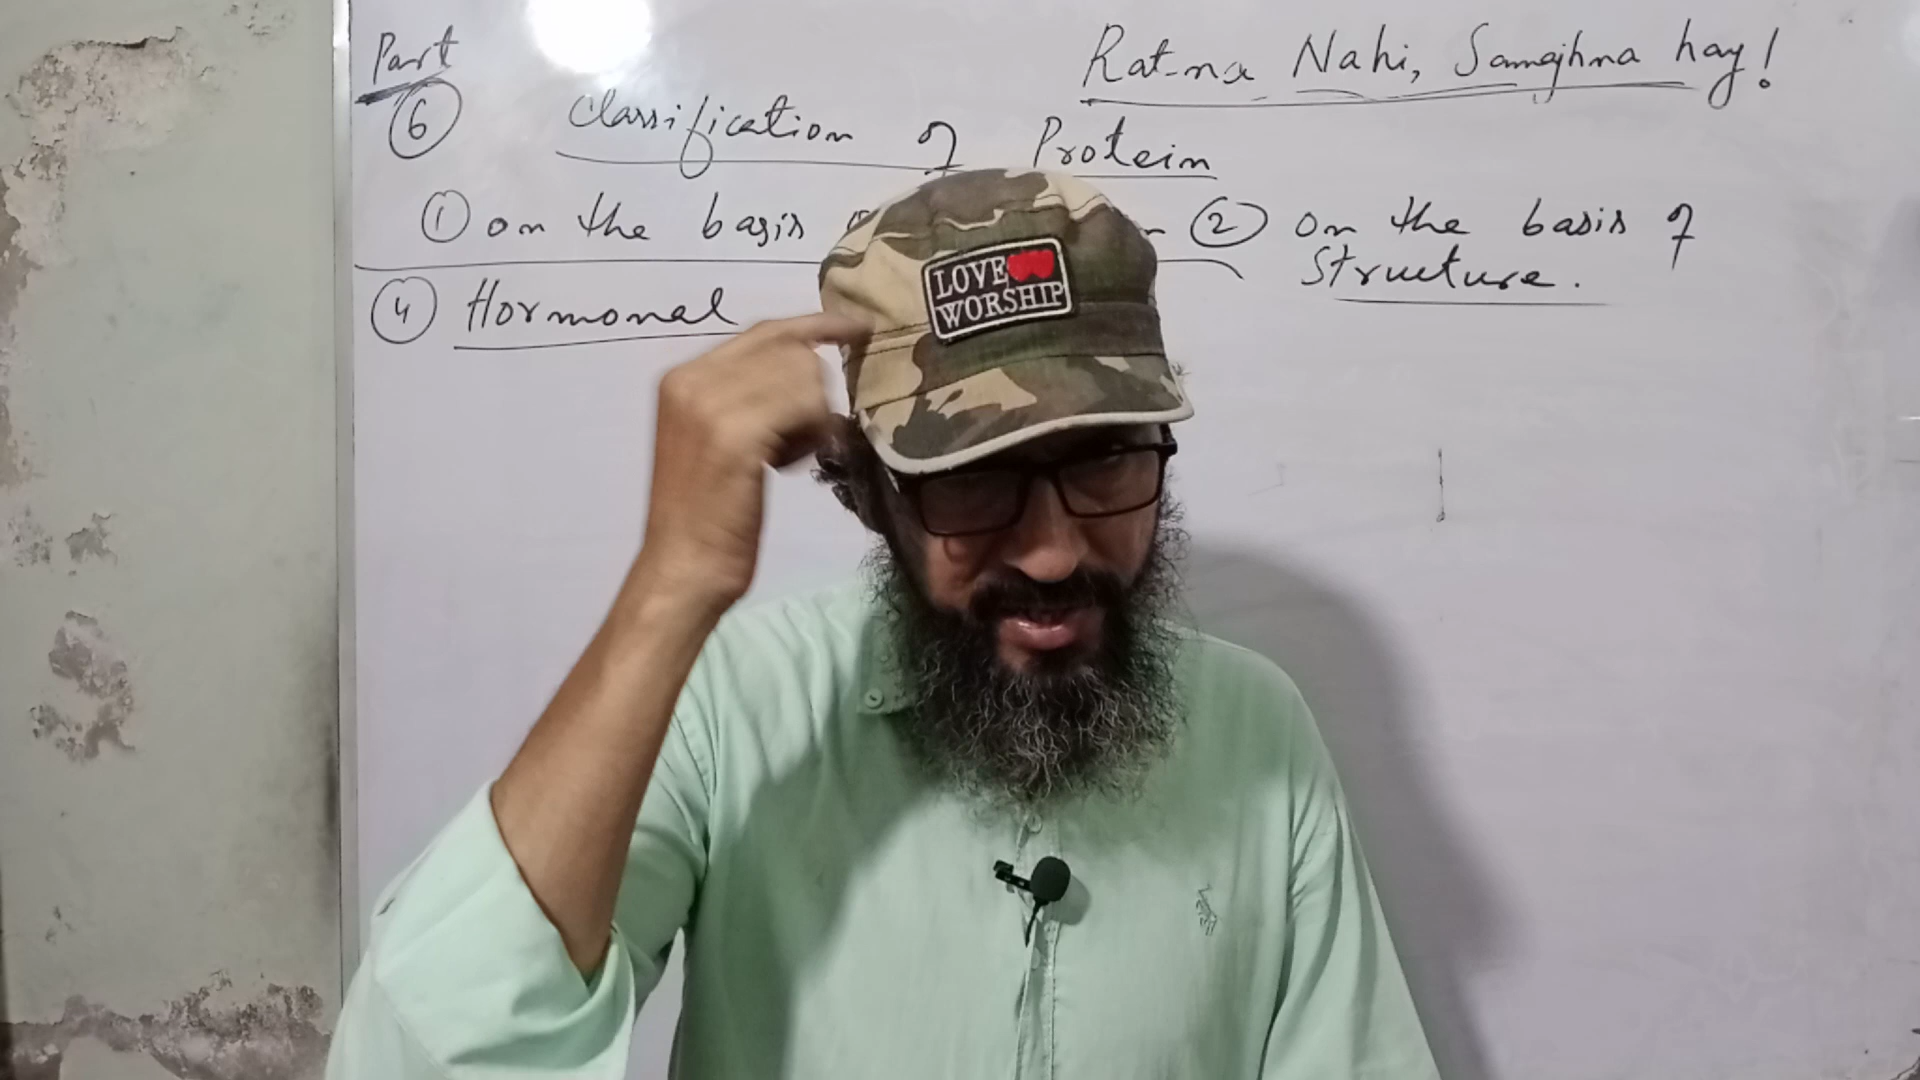 Part
6
Rat-na Nahi, Samajhna hay!
Classification of Protein
1 on the basis
2 on the basis of
Structure.
4 Hormonal
LOVE
WORSHIP